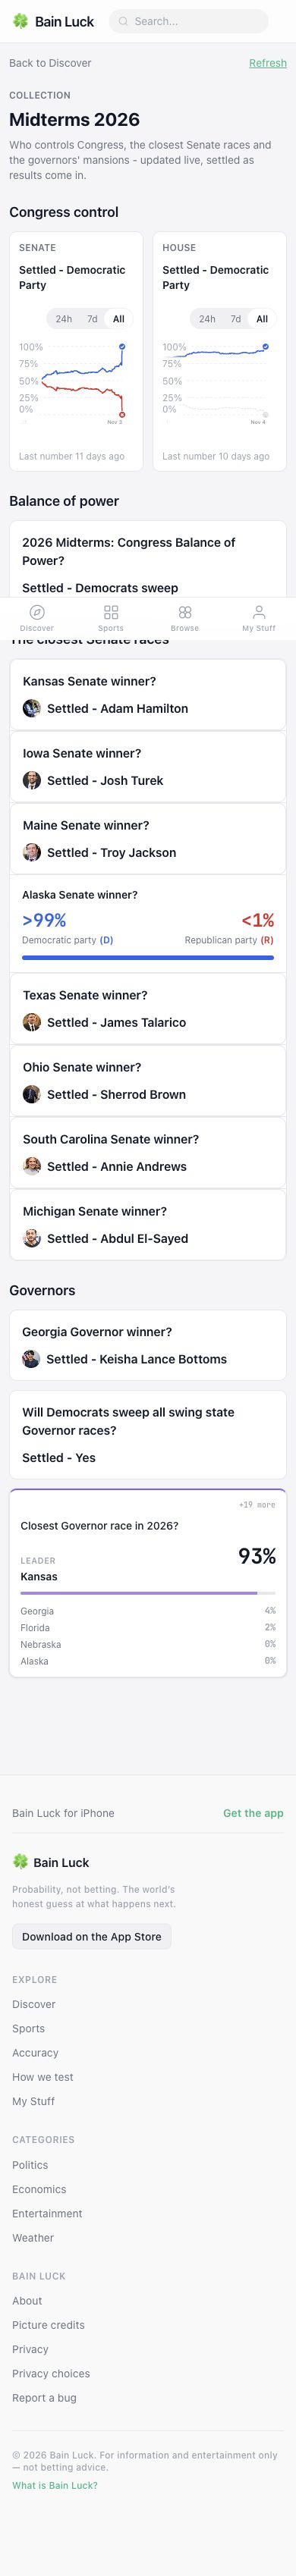 Bain Luck
Search...
Back to Discover
Refresh
COLLECTION
Midterms 2026
Who controls Congress, the closest Senate races and
the governors' mansions - updated live, settled as
results come in.
Congress control
SENATE
Settled - Democratic
Party
24h 7d All
100%
75%
50%
25%
0%
Nov 3
Last number 11 days ago
HOUSE
Settled - Democratic
Party
24h 7d All
100%
75%
50%
25%
0%
Nov 4
Last number 10 days ago
Balance of power
2026 Midterms: Congress Balance of
Power?
Settled - Democrats sweep
Discover
Sports
Browse
My Stuff
The closest Senate races
Kansas Senate winner?
Settled - Adam Hamilton
Iowa Senate winner?
Settled - Josh Turek
Maine Senate winner?
Settled - Troy Jackson
Alaska Senate winner?
>99%
<1%
Democratic party (D)
Republican party (R)
Texas Senate winner?
Settled - James Talarico
Ohio Senate winner?
Settled - Sherrod Brown
South Carolina Senate winner?
Settled - Annie Andrews
Michigan Senate winner?
Settled - Abdul El-Sayed
Governors
Georgia Governor winner?
Settled - Keisha Lance Bottoms
Will Democrats sweep all swing state
Governor races?
Settled - Yes
+19 more
Closest Governor race in 2026?
LEADER
Kansas
93%
Georgia 4%
Florida 2%
Nebraska 0%
Alaska 0%
Bain Luck for iPhone
Get the app
Bain Luck
Probability, not betting. The world's
honest guess at what happens next.
Download on the App Store
EXPLORE
Discover
Sports
Accuracy
How we test
My Stuff
CATEGORIES
Politics
Economics
Entertainment
Weather
BAIN LUCK
About
Picture credits
Privacy
Privacy choices
Report a bug
© 2026 Bain Luck. For information and entertainment only
— not betting advice.
What is Bain Luck?